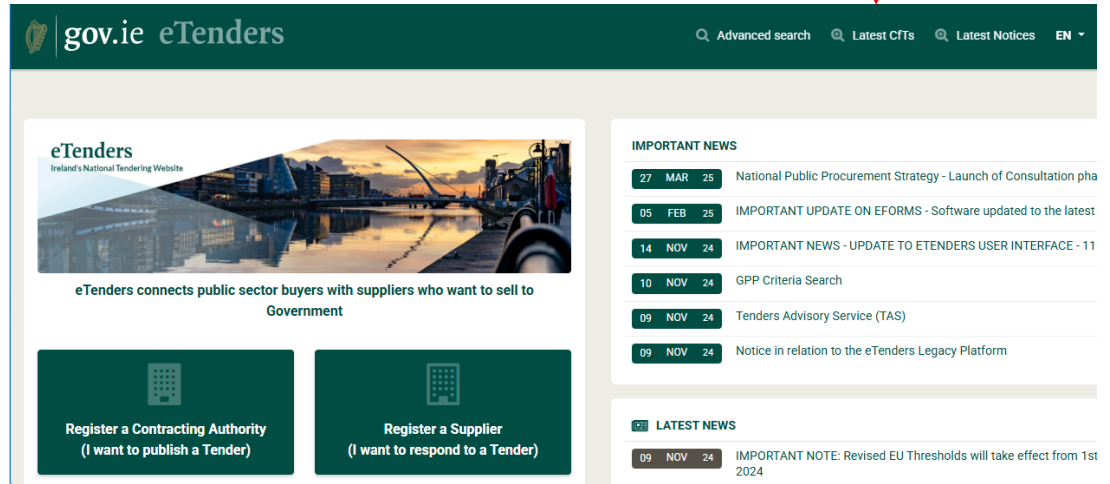 gov.ie eTenders
Advanced search
Latest CfTs
Latest Notices
EN
eTenders
Ireland's National Tendering Website
eTenders connects public sector buyers with suppliers who want to sell to
Government
Register a Contracting Authority
(I want to publish a Tender)
Register a Supplier
(I want to respond to a Tender)
IMPORTANT NEWS
27 MAR 25 National Public Procurement Strategy - Launch of Consultation pha
05 FEB 25 IMPORTANT UPDATE ON EFORMS - Software updated to the latest
14 NOV 24 IMPORTANT NEWS - UPDATE TO ETENDERS USER INTERFACE - 11
10 NOV 24 GPP Criteria Search
09 NOV 24 Tenders Advisory Service (TAS)
09 NOV 24 Notice in relation to the eTenders Legacy Platform
LATEST NEWS
09 NOV 24 IMPORTANT NOTE: Revised EU Thresholds will take effect from 1st
2024